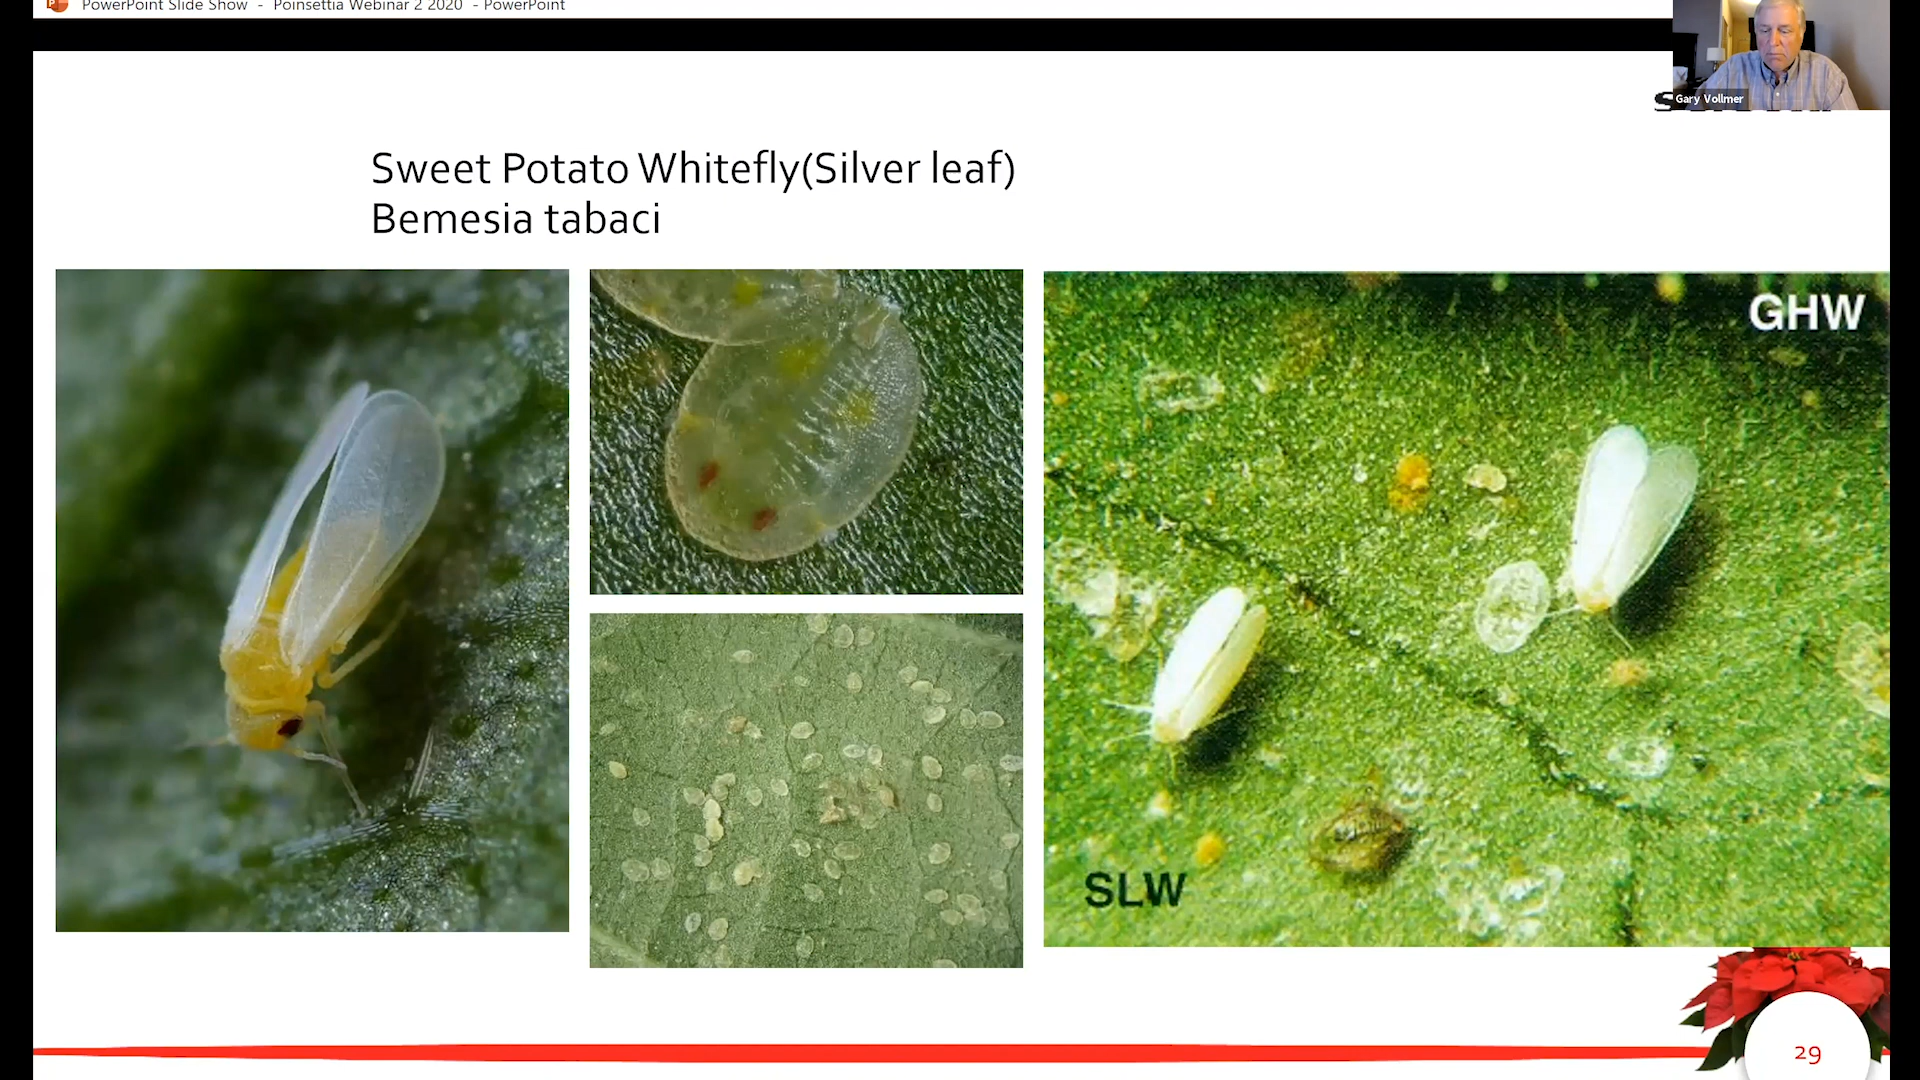 PowerPoint Slide Show - Poinsettia Webinar 2 2020 - PowerPoint
Gary Vollmer
Sweet Potato Whitefly(Silver leaf)
Bemesia tabaci
GHW
SLW
29